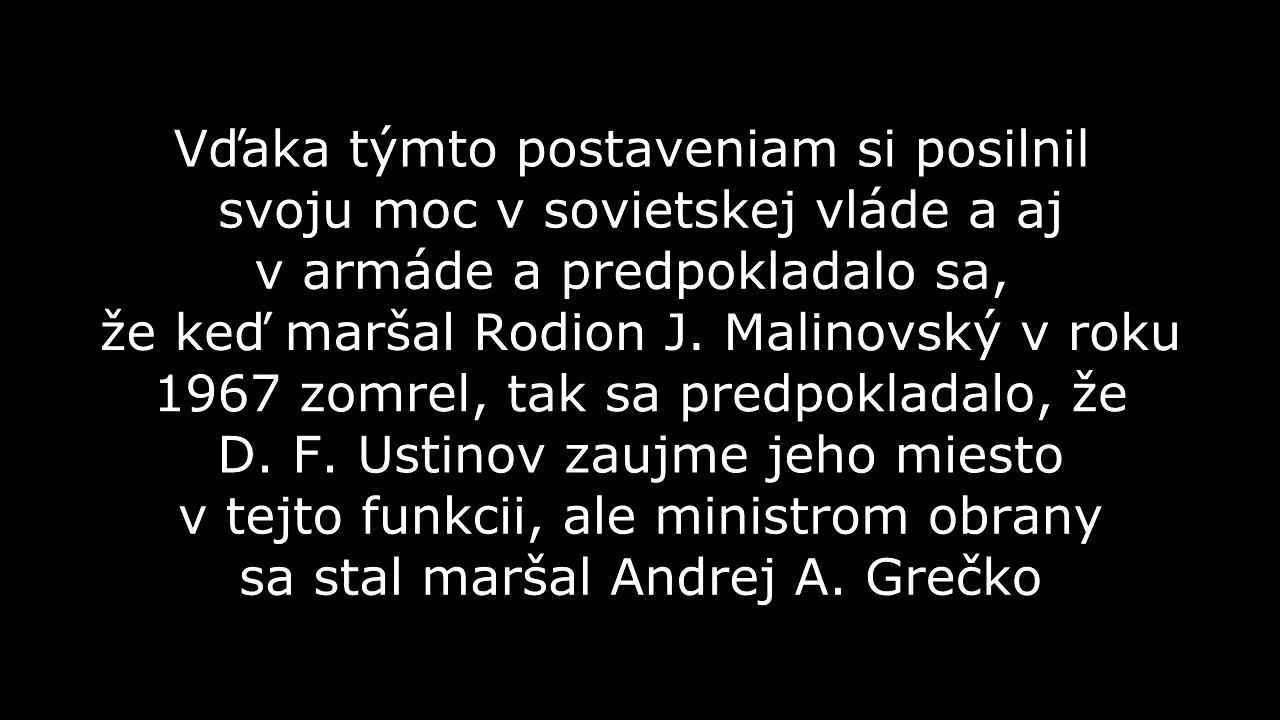 Vďaka týmto postaveniam si posilnil
svoju moc v sovietskej vláde a aj
v armáde a predpokladalo sa,
že keď maršal Rodion J. Malinovský v roku
1967 zomrel, tak sa predpokladalo, že
D. F. Ustinov zaujme jeho miesto
v tejto funkcii, ale ministrom obrany
sa stal maršal Andrej A. Grečko